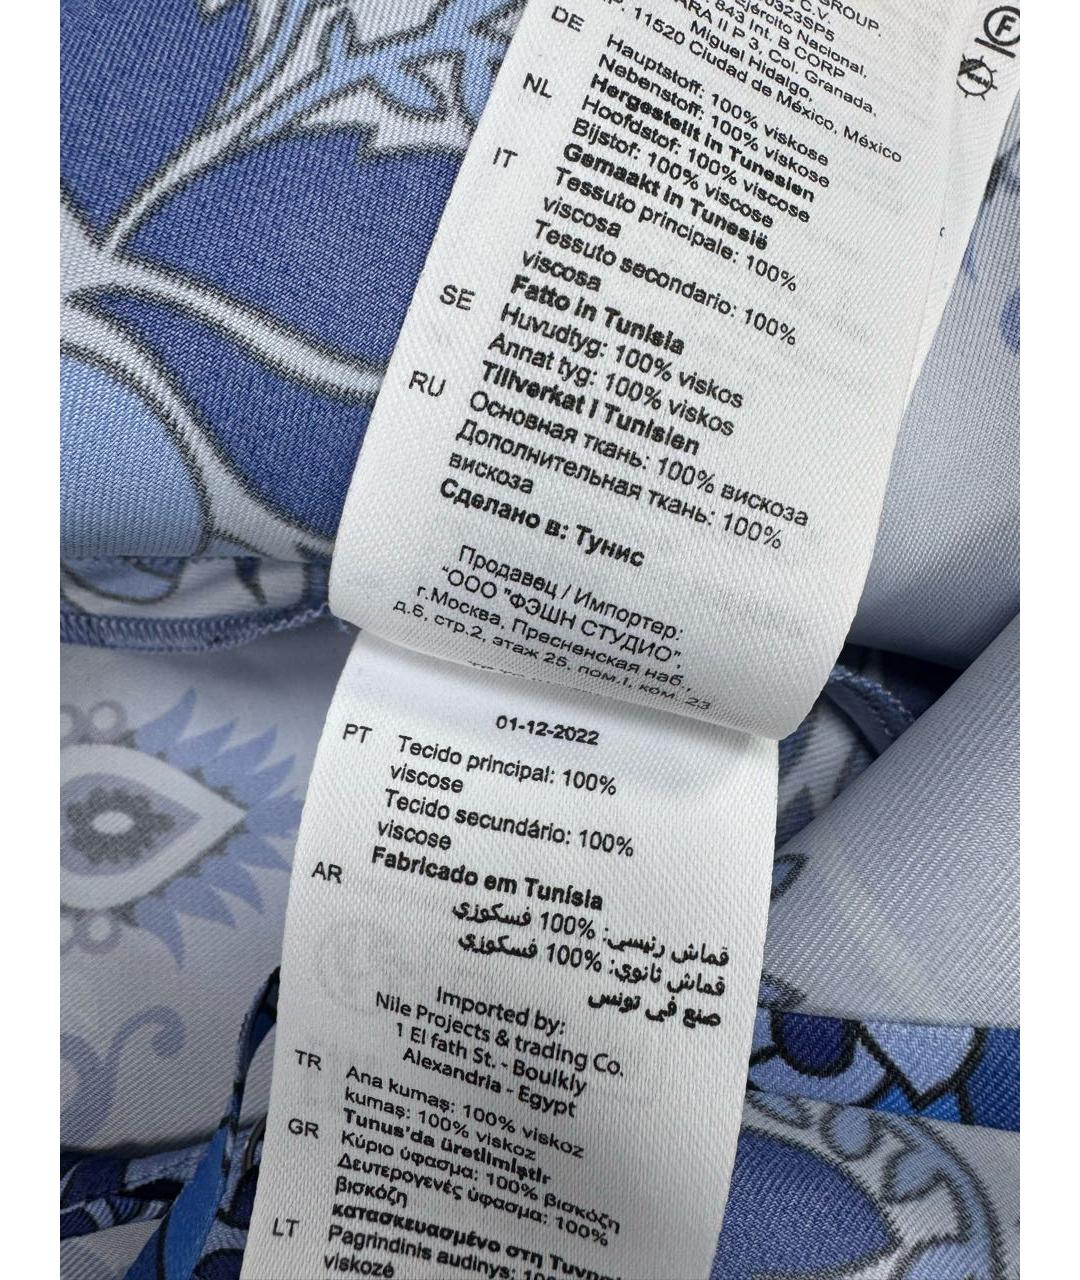 GROUP.
C.V.
0323SP5
Ejército Nacional.
843 Int. B CORP
ARA II P 3, Col. Granada.
Miguel Hidalgo,
P. 11520 Ciudad de México, México
DE Hauptstoff: 100% viskose
Nebenstoff: 100% viskose
Hergestellt in Tunesien
NL Hoofdstof: 100% viscose
Bijstof: 100% viscose
Gemaakt in Tunesië
IT Tessuto principale: 100%
viscosa
Tessuto secondario: 100%
viscosa
Fatto in Tunisia
SE Huvudtyg: 100% viskos
Annat tyg: 100% viskos
Tillverkat i Tunisien
RU Основная ткань: 100% вискоза
Дополнительная ткань: 100%
вискоза
Сделано в: Тунис
Продавец / Импортер:
"ООО "ФЭШН СТУДИО",
г.Москва, Пресненская наб.,
д.6, стр.2, этаж 25, пом.I, ком. 23
01-12-2022
PT Tecido principal: 100%
viscose
Tecido secundário: 100%
viscose
Fabricado em Tunísia
AR قماش رئيسي: 100% فسكوزي
قماش ثانوي: 100% فسكوزي
صنع في تونس
Imported by:
Nile Projects & trading Co.
1 El fath St. - Boulkly
Alexandria - Egypt
TR Ana kumaş: 100% viskoz
kumaş: 100% viskoz
Tunus'da üretilmiştir
GR Κύριο ύφασμα: 100% βισκόζη
Δευτερογενές ύφασμα: 100%
βισκόζη
κατασκευασμένο στη
LT Pagrindinis audinys:
viskozė
F